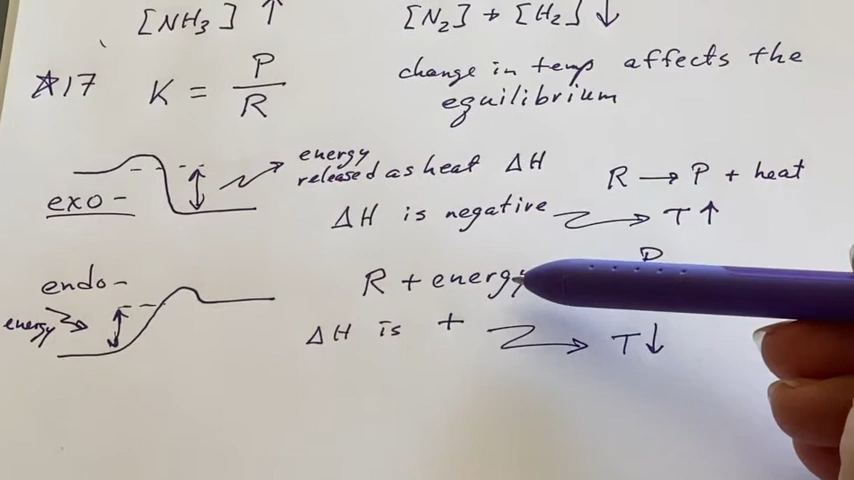 [NH₃] ↑
[N₂] + [H₂] ↓
☆17
K = P / R
change in temp affects the
equilibrium
exo-
energy
released as heat ΔH
R → P + heat
ΔH is negative → T ↑
endo-
energy
R + energy
P
ΔH is + → T ↓